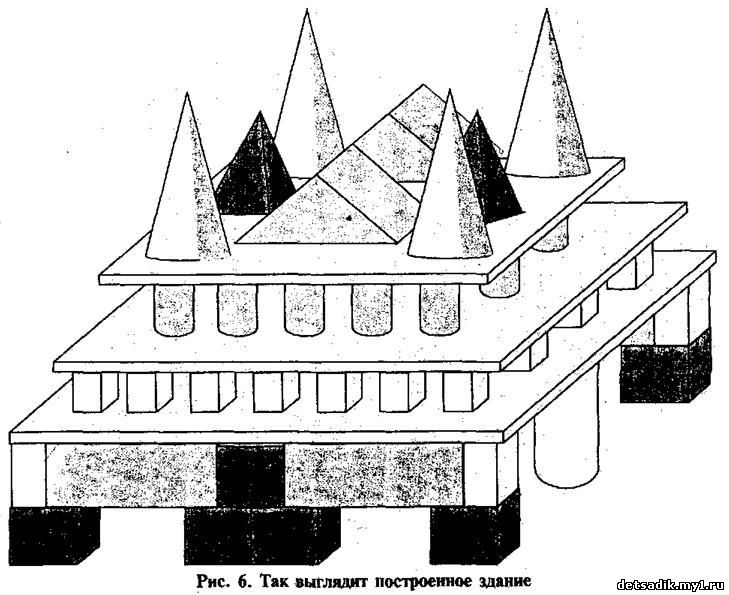 Рис. 6. Так выглядит построенное здание
detsadik.my1.ru